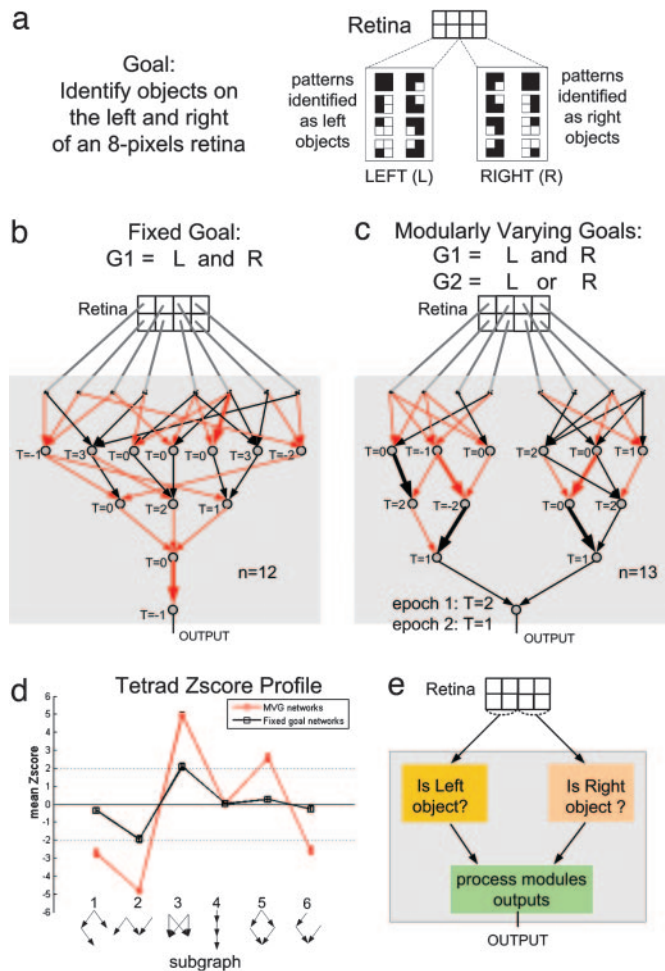 a
Retina
Goal:
Identify objects on
the left and right
of an 8-pixels retina
patterns
identified
as left
objects
patterns
identified
as right
objects
LEFT (L)
RIGHT (R)
b
Fixed Goal:
G1 = L and R
Retina
T=-1
T=3
T=0
T=0
T=0
T=3
T=-2
T=0
T=2
T=1
T=0
n=12
T=-1
OUTPUT
c
Modularly Varying Goals:
G1 = L and R
G2 = L or R
Retina
T=0
T=-1
T=0
T=2
T=0
T=1
T=2
T=-2
T=0
T=2
T=1
T=1
n=13
epoch 1: T=2
epoch 2: T=1
OUTPUT
d
Tetrad Zscore Profile
MVG networks
Fixed goal networks
mean Zscore
6
5
4
3
2
1
0
-1
-2
-3
-4
-5
-6
1 2 3 4 5 6
subgraph
e
Retina
Is Left
object?
Is Right
object ?
process modules
outputs
OUTPUT